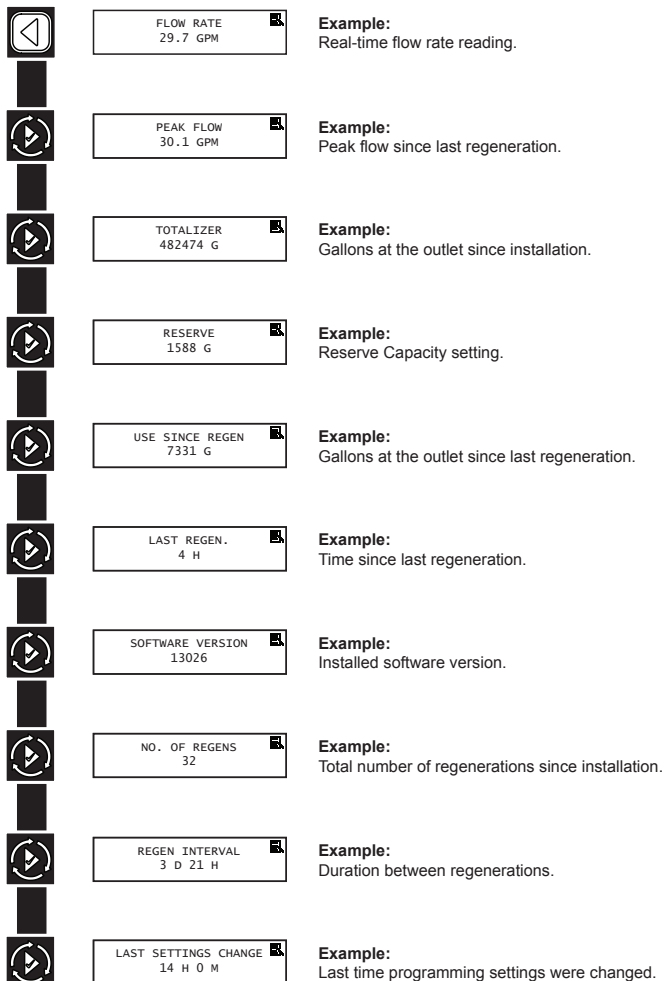 FLOW RATE
29.7 GPM
Example:
Real-time flow rate reading.
PEAK FLOW
30.1 GPM
Example:
Peak flow since last regeneration.
TOTALIZER
482474 G
Example:
Gallons at the outlet since installation.
RESERVE
1588 G
Example:
Reserve Capacity setting.
USE SINCE REGEN
7331 G
Example:
Gallons at the outlet since last regeneration.
LAST REGEN.
4 H
Example:
Time since last regeneration.
SOFTWARE VERSION
13026
Example:
Installed software version.
NO. OF REGENS
32
Example:
Total number of regenerations since installation.
REGEN INTERVAL
3 D 21 H
Example:
Duration between regenerations.
LAST SETTINGS CHANGE
14 H 0 M
Example:
Last time programming settings were changed.